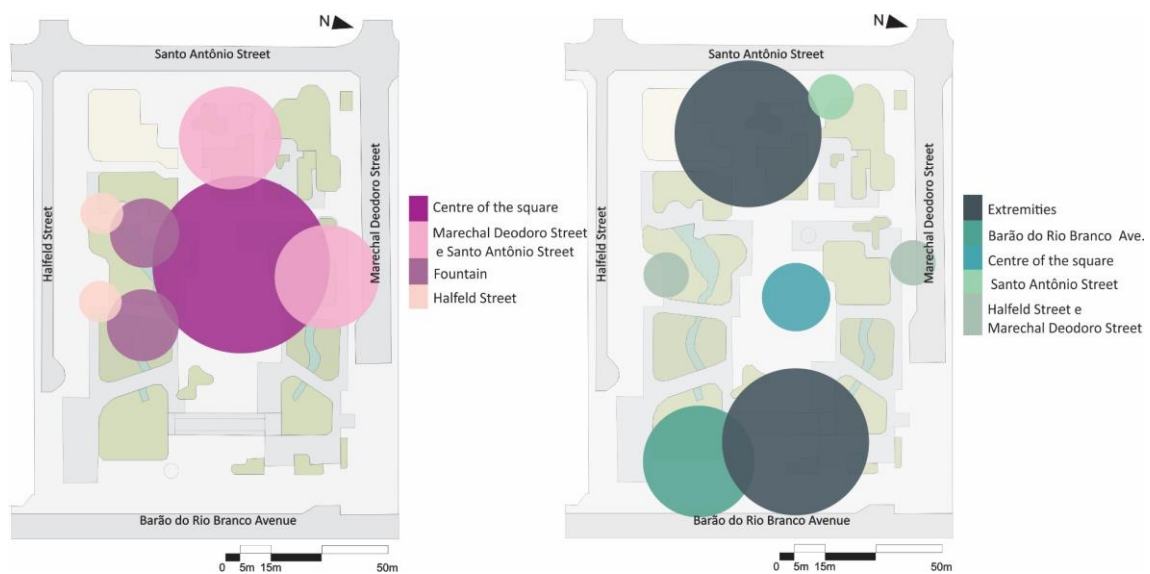 N
Santo Antônio Street
Halfeld Street
Marechal Deodoro Street
Centre of the square
Marechal Deodoro Street
e Santo Antônio Street
Fountain
Halfeld Street
Barão do Rio Branco Avenue
0 5m 15m 50m
N
Santo Antônio Street
Halfeld Street
Marechal Deodoro Street
Extremities
Barão do Rio Branco Ave.
Centre of the square
Santo Antônio Street
Halfeld Street e
Marechal Deodoro Street
Barão do Rio Branco Avenue
0 5m 15m 50m